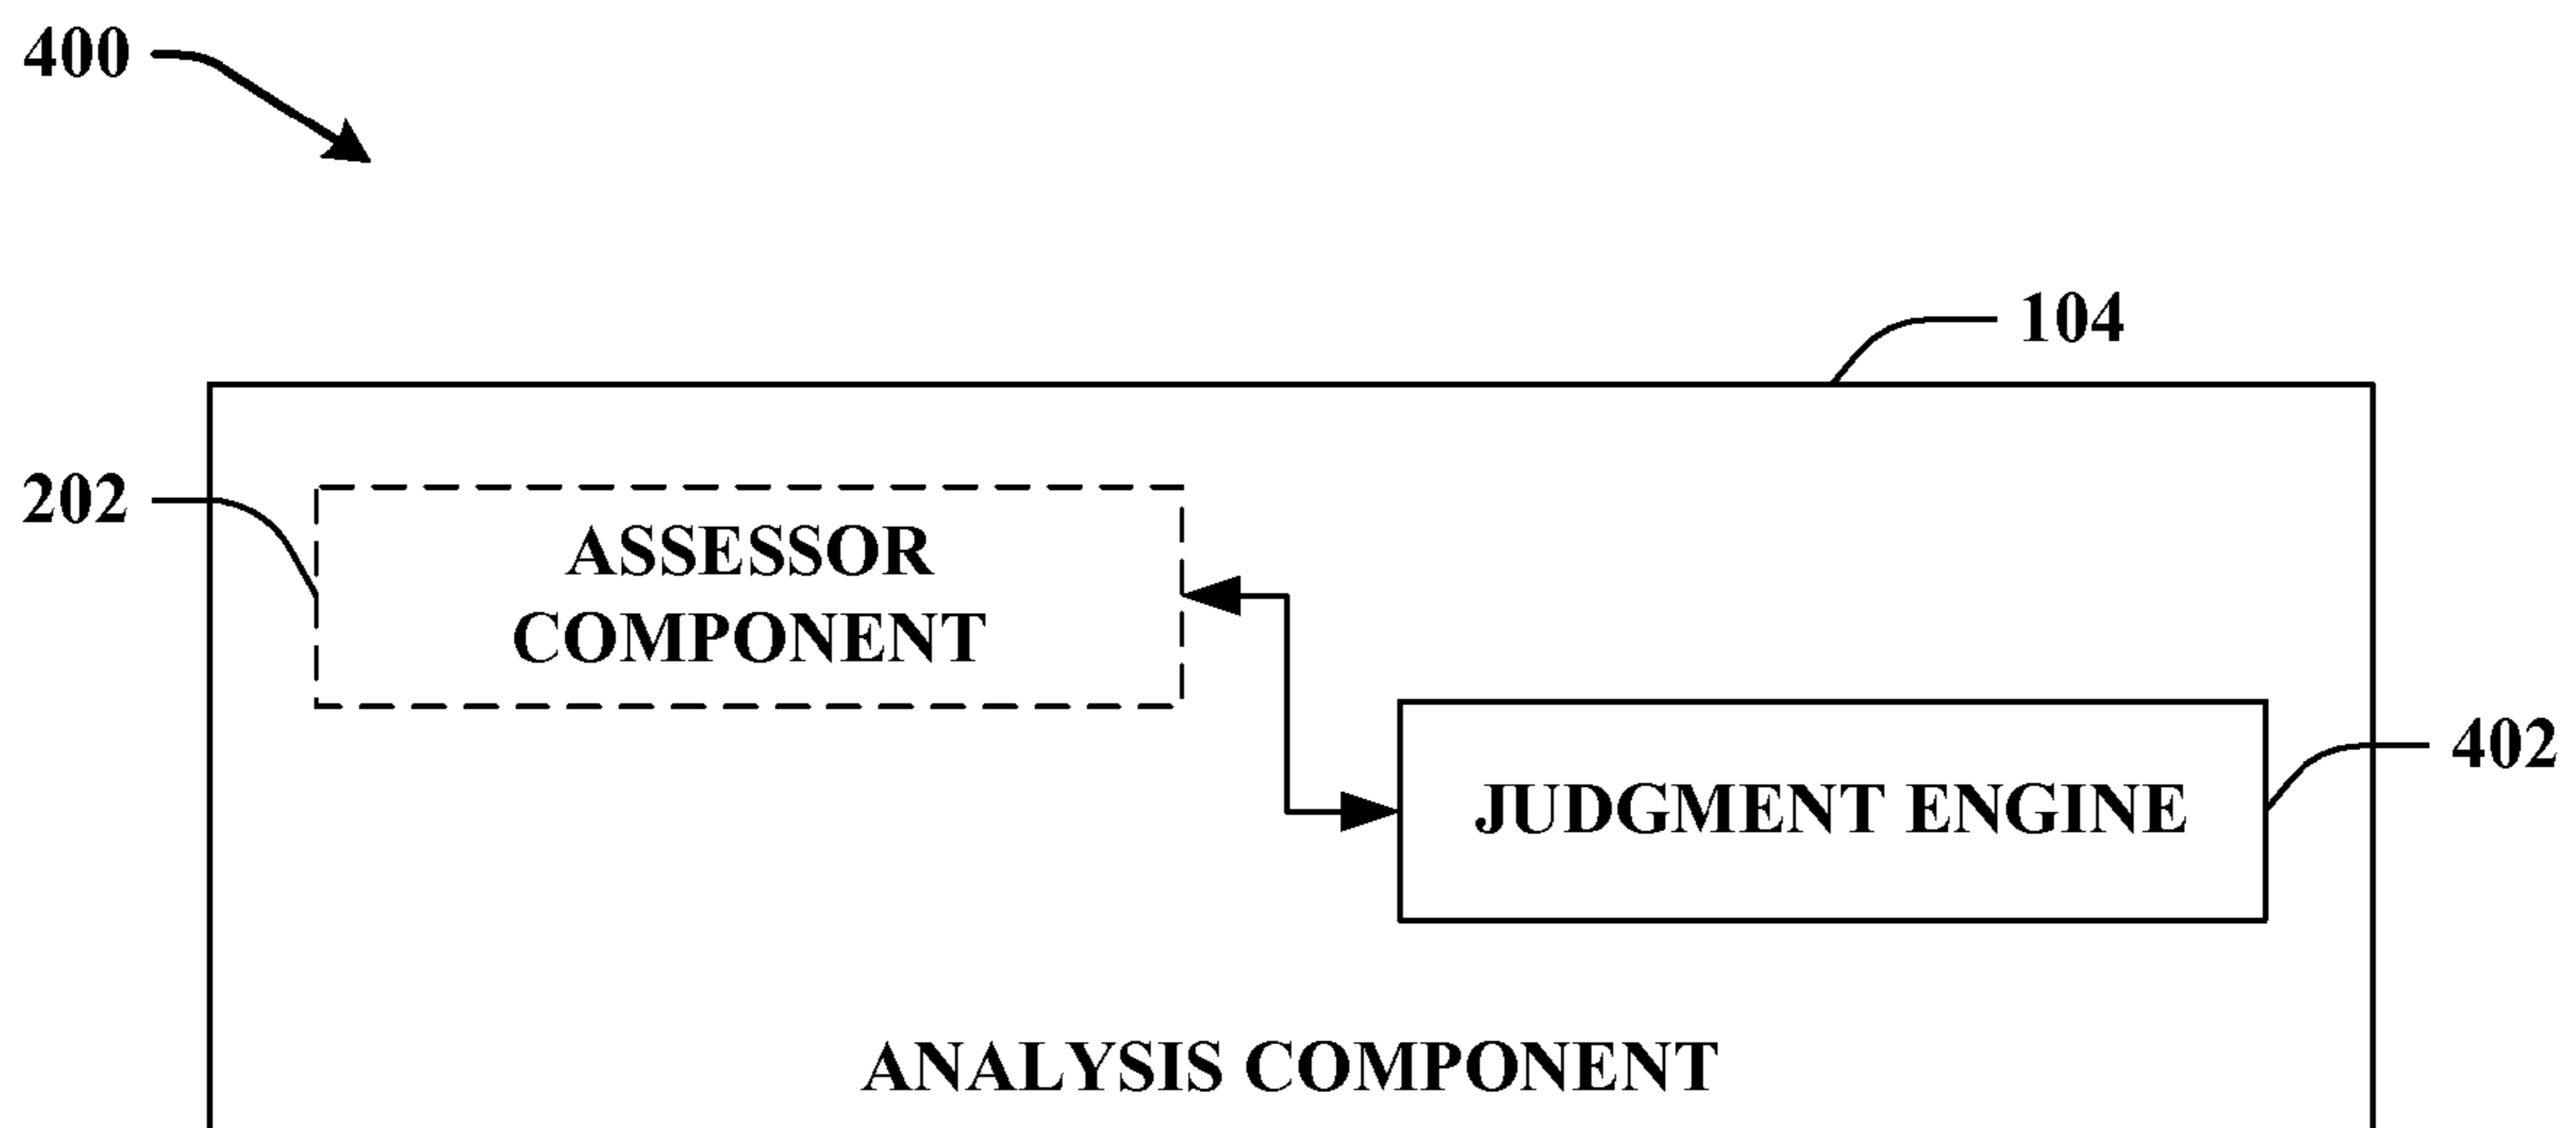 400
104
202
ASSESSOR
COMPONENT
402
JUDGMENT ENGINE
ANALYSIS COMPONENT